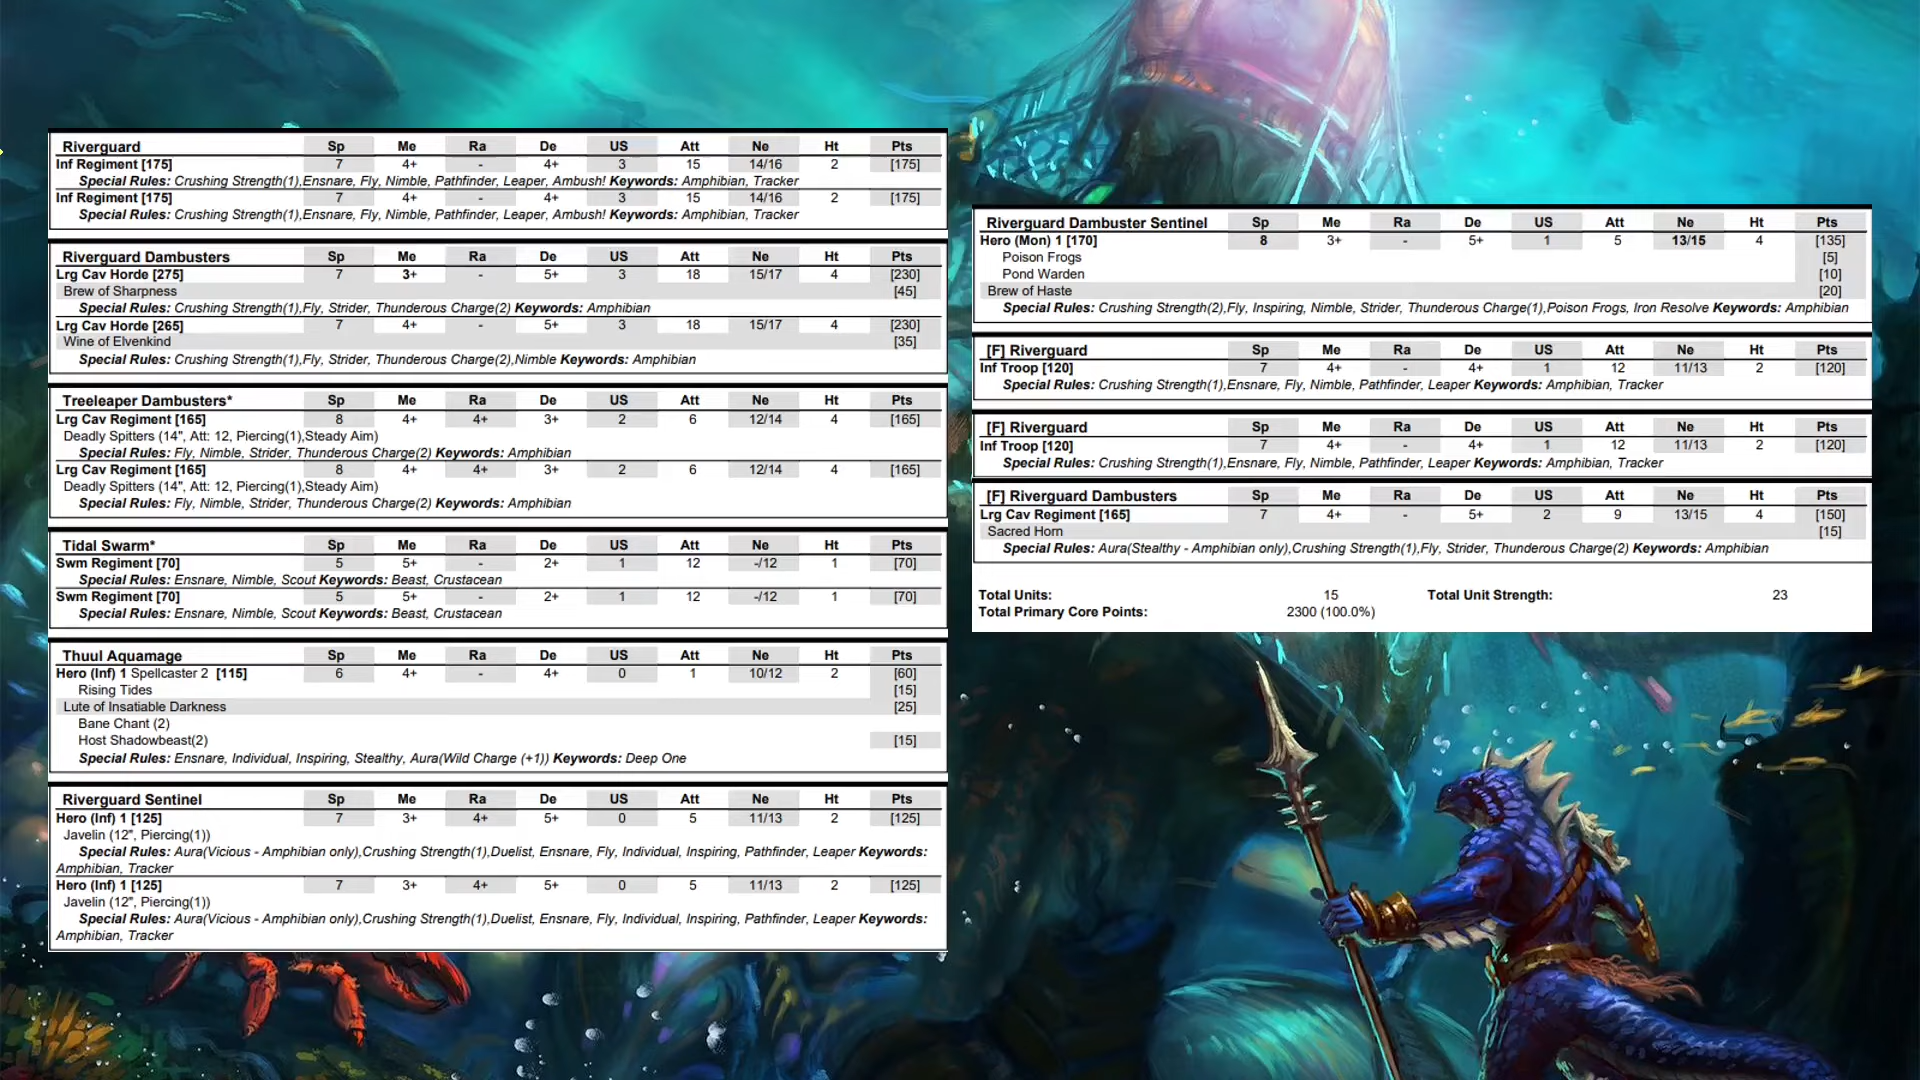 Riverguard Sp Me Ra De US Att Ne Ht Pts
Inf Regiment [175] 7 4+ - 4+ 3 15 14/16 2 [175]
Special Rules: Crushing Strength(1),Ensnare, Fly, Nimble, Pathfinder, Leaper, Ambush! Keywords: Amphibian, Tracker
Inf Regiment [175] 7 4+ - 4+ 3 15 14/16 2 [175]
Special Rules: Crushing Strength(1),Ensnare, Fly, Nimble, Pathfinder, Leaper, Ambush! Keywords: Amphibian, Tracker
Riverguard Dambusters Sp Me Ra De US Att Ne Ht Pts
Lrg Cav Horde [275] 7 3+ - 5+ 3 18 15/17 4 [230]
Brew of Sharpness [45]
Special Rules: Crushing Strength(1),Fly, Strider, Thunderous Charge(2) Keywords: Amphibian
Lrg Cav Horde [265] 7 4+ - 5+ 3 18 15/17 4 [230]
Wine of Elvenkind [35]
Special Rules: Crushing Strength(1),Fly, Strider, Thunderous Charge(2),Nimble Keywords: Amphibian
Treeleaper Dambusters* Sp Me Ra De US Att Ne Ht Pts
Lrg Cav Regiment [165] 8 4+ 4+ 3+ 2 6 12/14 4 [165]
Deadly Spitters (14", Att: 12, Piercing(1),Steady Aim)
Special Rules: Fly, Nimble, Strider, Thunderous Charge(2) Keywords: Amphibian
Lrg Cav Regiment [165] 8 4+ 4+ 3+ 2 6 12/14 4 [165]
Deadly Spitters (14", Att: 12, Piercing(1),Steady Aim)
Special Rules: Fly, Nimble, Strider, Thunderous Charge(2) Keywords: Amphibian
Tidal Swarm* Sp Me Ra De US Att Ne Ht Pts
Swm Regiment [70] 5 5+ - 2+ 1 12 -/12 1 [70]
Special Rules: Ensnare, Nimble, Scout Keywords: Beast, Crustacean
Swm Regiment [70] 5 5+ - 2+ 1 12 -/12 1 [70]
Special Rules: Ensnare, Nimble, Scout Keywords: Beast, Crustacean
Thuul Aquamage Sp Me Ra De US Att Ne Ht Pts
Hero (Inf) 1 Spellcaster 2 [115] 6 4+ - 4+ 0 1 10/12 2 [60]
Rising Tides [15]
Lute of Insatiable Darkness [25]
Bane Chant (2)
Host Shadowbeast(2) [15]
Special Rules: Ensnare, Individual, Inspiring, Stealthy, Aura(Wild Charge (+1)) Keywords: Deep One
Riverguard Sentinel Sp Me Ra De US Att Ne Ht Pts
Hero (Inf) 1 [125] 7 3+ 4+ 5+ 0 5 11/13 2 [125]
Javelin (12", Piercing(1))
Special Rules: Aura(Vicious - Amphibian only),Crushing Strength(1),Duelist, Ensnare, Fly, Individual, Inspiring, Pathfinder, Leaper Keywords:
Amphibian, Tracker
Hero (Inf) 1 [125] 7 3+ 4+ 5+ 0 5 11/13 2 [125]
Javelin (12", Piercing(1))
Special Rules: Aura(Vicious - Amphibian only),Crushing Strength(1),Duelist, Ensnare, Fly, Individual, Inspiring, Pathfinder, Leaper Keywords:
Amphibian, Tracker
Riverguard Dambuster Sentinel Sp Me Ra De US Att Ne Ht Pts
Hero (Mon) 1 [170] 8 3+ - 5+ 1 5 13/15 4 [135]
Poison Frogs [5]
Pond Warden [10]
Brew of Haste [20]
Special Rules: Crushing Strength(2),Fly, Inspiring, Nimble, Strider, Thunderous Charge(1),Poison Frogs, Iron Resolve Keywords: Amphibian
[F] Riverguard Sp Me Ra De US Att Ne Ht Pts
Inf Troop [120] 7 4+ - 4+ 1 12 11/13 2 [120]
Special Rules: Crushing Strength(1),Ensnare, Fly, Nimble, Pathfinder, Leaper Keywords: Amphibian, Tracker
[F] Riverguard Sp Me Ra De US Att Ne Ht Pts
Inf Troop [120] 7 4+ - 4+ 1 12 11/13 2 [120]
Special Rules: Crushing Strength(1),Ensnare, Fly, Nimble, Pathfinder, Leaper Keywords: Amphibian, Tracker
[F] Riverguard Dambusters Sp Me Ra De US Att Ne Ht Pts
Lrg Cav Regiment [165] 7 4+ - 5+ 2 9 13/15 4 [150]
Sacred Horn [15]
Special Rules: Aura(Stealthy - Amphibian only),Crushing Strength(1),Fly, Strider, Thunderous Charge(2) Keywords: Amphibian
Total Units: 15 Total Unit Strength: 23
Total Primary Core Points: 2300 (100.0%)